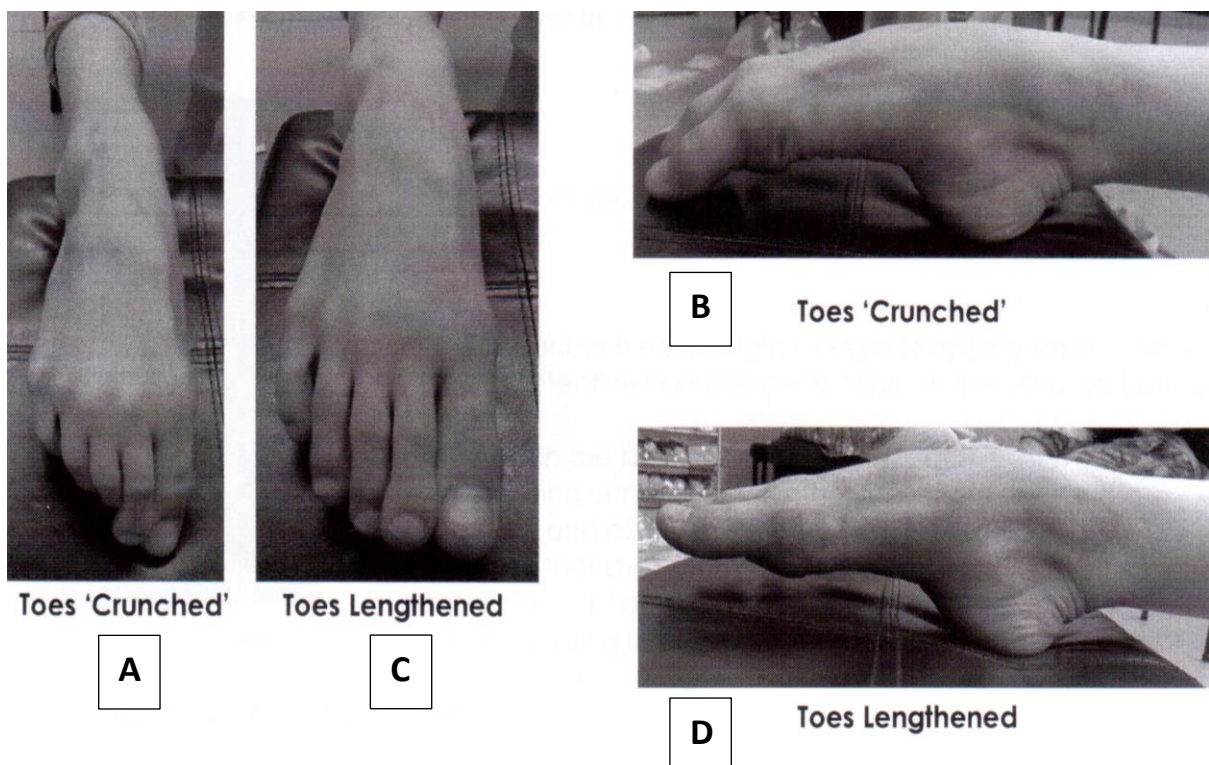 Toes 'Crunched'
A
Toes Lengthened
C
B
Toes 'Crunched'
D
Toes Lengthened